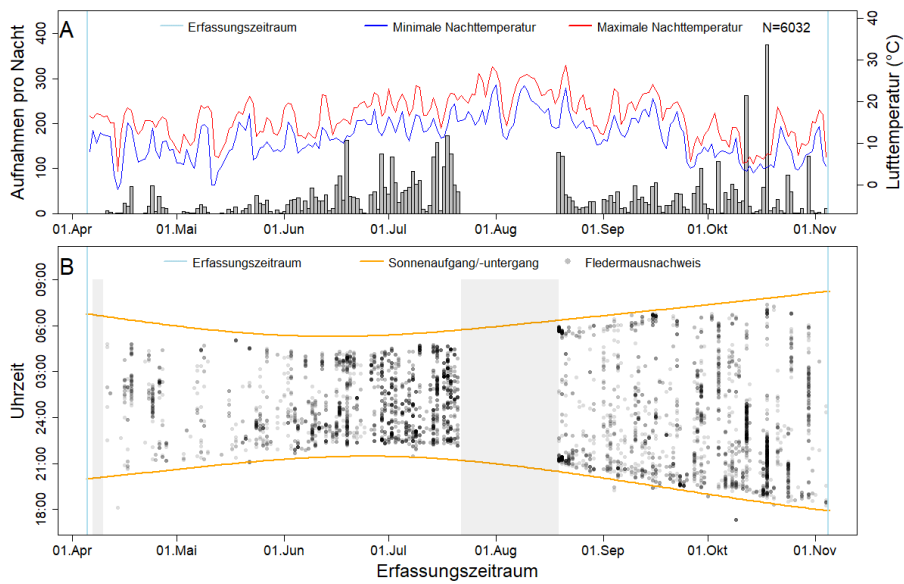 A
Erfassungszeitraum
Minimale Nachttemperatur
Maximale Nachttemperatur
N=6032
Aufnahmen pro Nacht
400
300
200
100
0
Lufttemperatur (°C)
40
30
20
10
0
01.Apr 01.Mai 01.Jun 01.Jul 01.Aug 01.Sep 01.Okt 01.Nov
B
Erfassungszeitraum
Sonnenaufgang/-untergang
Fledermausnachweis
Uhrzeit
09:00
06:00
03:00
24:00
21:00
18:00
01.Apr 01.Mai 01.Jun 01.Jul 01.Aug 01.Sep 01.Okt 01.Nov
Erfassungszeitraum